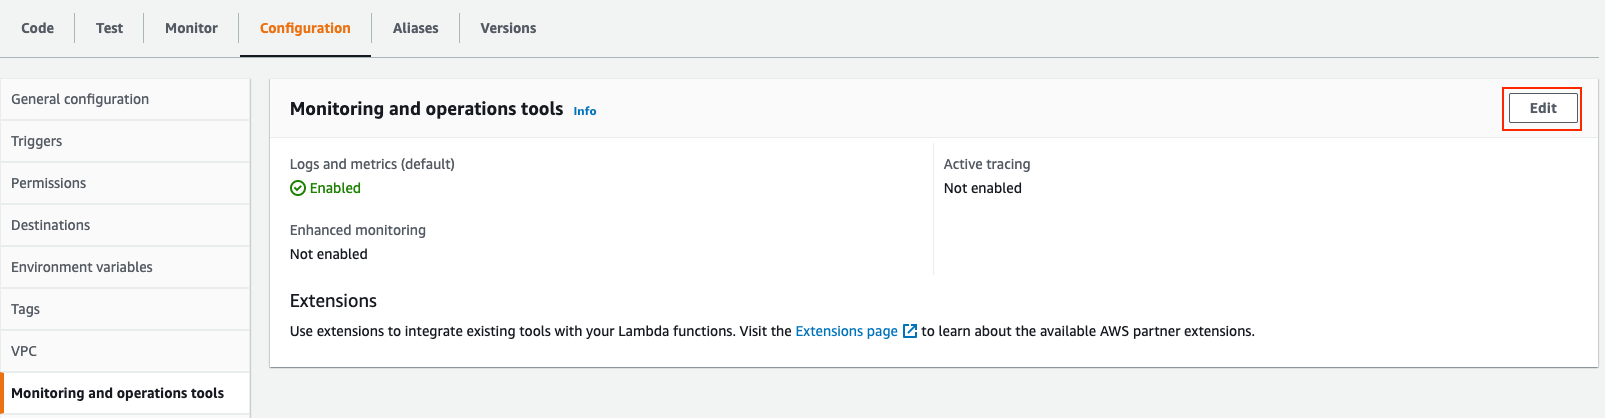 Code
Test
Monitor
Configuration
Aliases
Versions
General configuration
Triggers
Permissions
Destinations
Environment variables
Tags
VPC
Monitoring and operations tools
Monitoring and operations tools Info
Edit
Logs and metrics (default)
Enabled
Enhanced monitoring
Not enabled
Active tracing
Not enabled
Extensions
Use extensions to integrate existing tools with your Lambda functions. Visit the Extensions page to learn about the available AWS partner extensions.